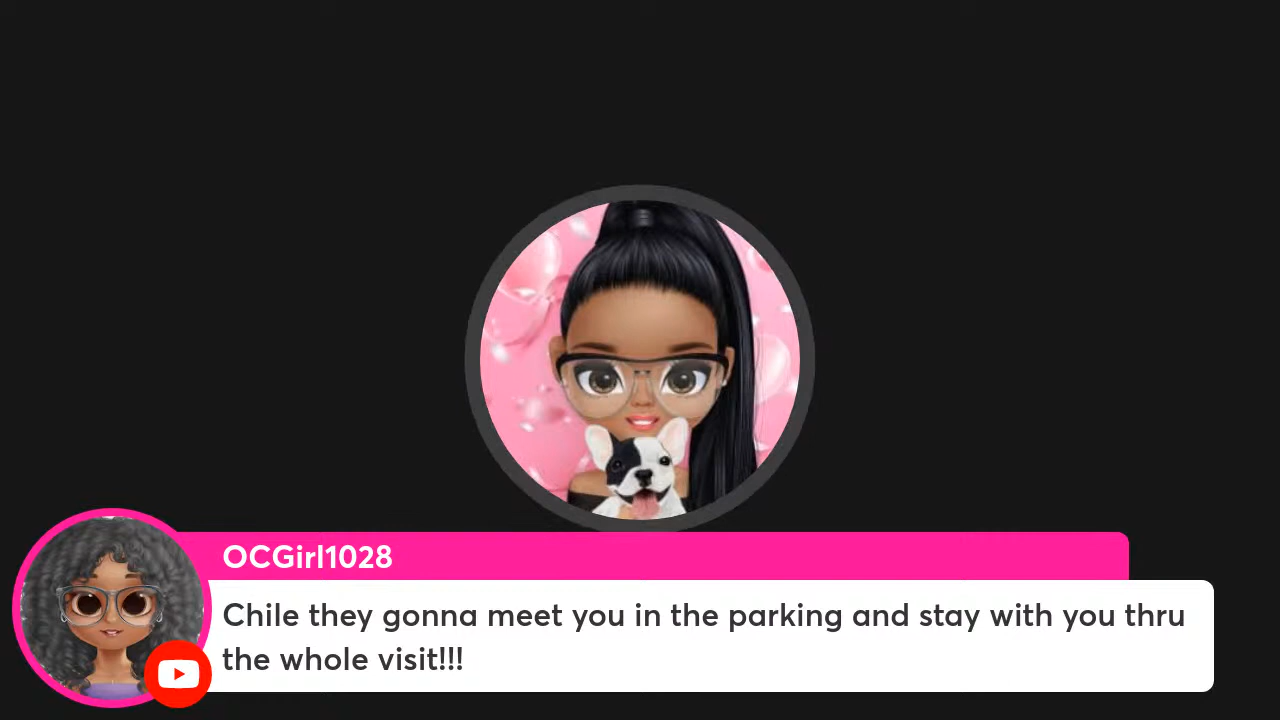 OCGirl1028
Chile they gonna meet you in the parking and stay with you thru
the whole visit!!!